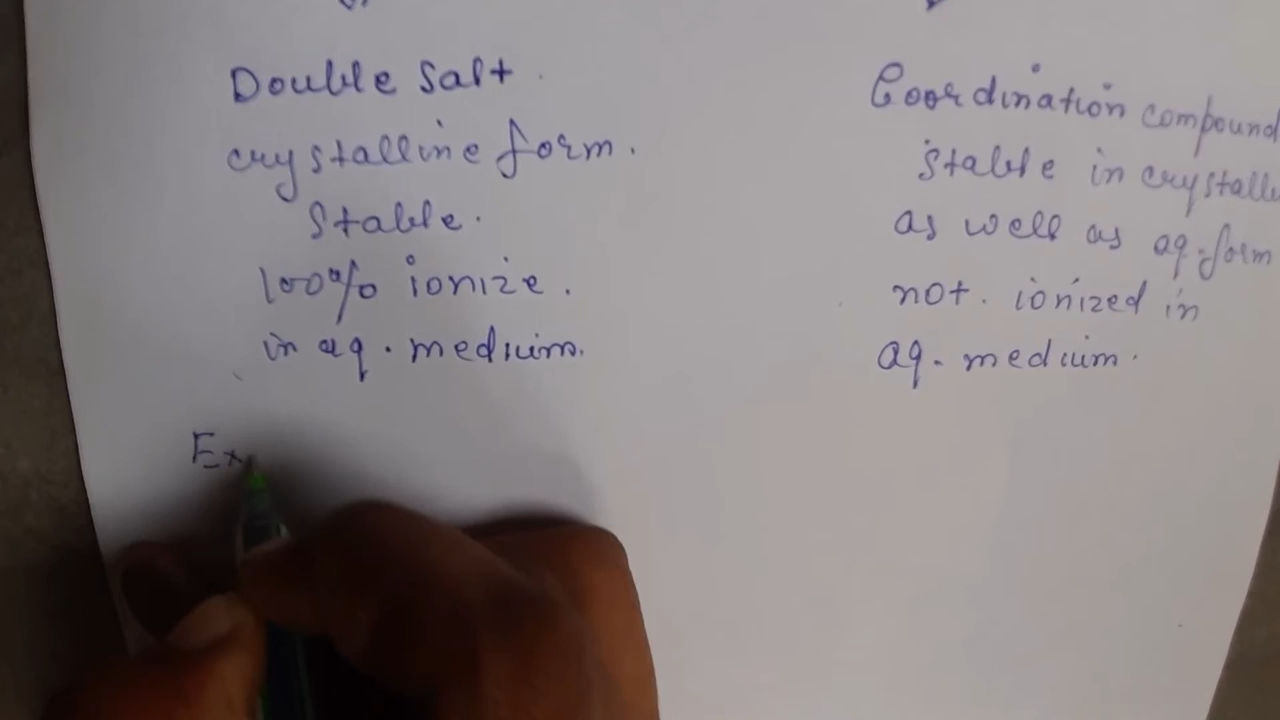 Double salt.
crystalline form.
stable.
100% ionize.
in aq. medium.
Ex
Coordination compound
stable in crystalli
as well as aq. form
not. ionized in
aq. medium.